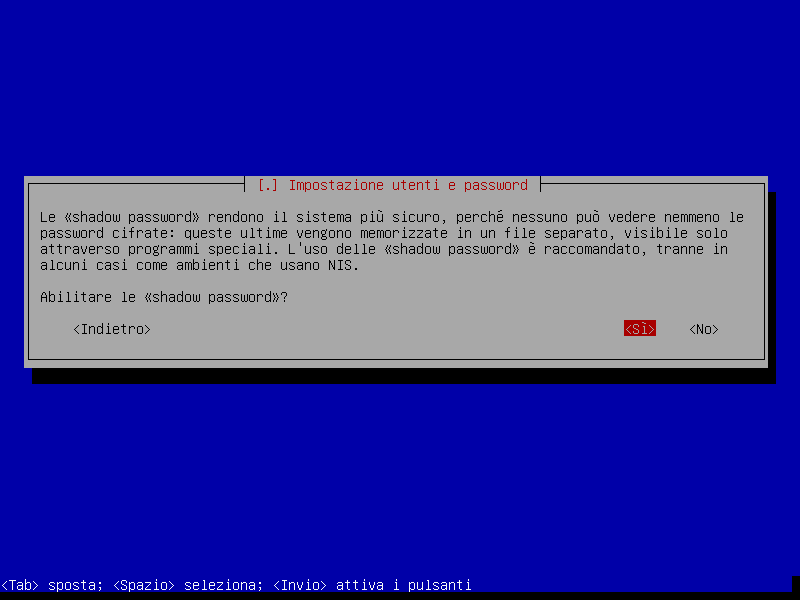 [.] Impostazione utenti e password
Le «shadow password» rendono il sistema più sicuro, perché nessuno può vedere nemmeno le
password cifrate: queste ultime vengono memorizzate in un file separato, visibile solo
attraverso programmi speciali. L'uso delle «shadow password» è raccomandato, tranne in
alcuni casi come ambienti che usano NIS.
Abilitare le «shadow password»?
<Indietro> <Sì> <No>
<Tab> sposta; <Spazio> seleziona; <Invio> attiva i pulsanti